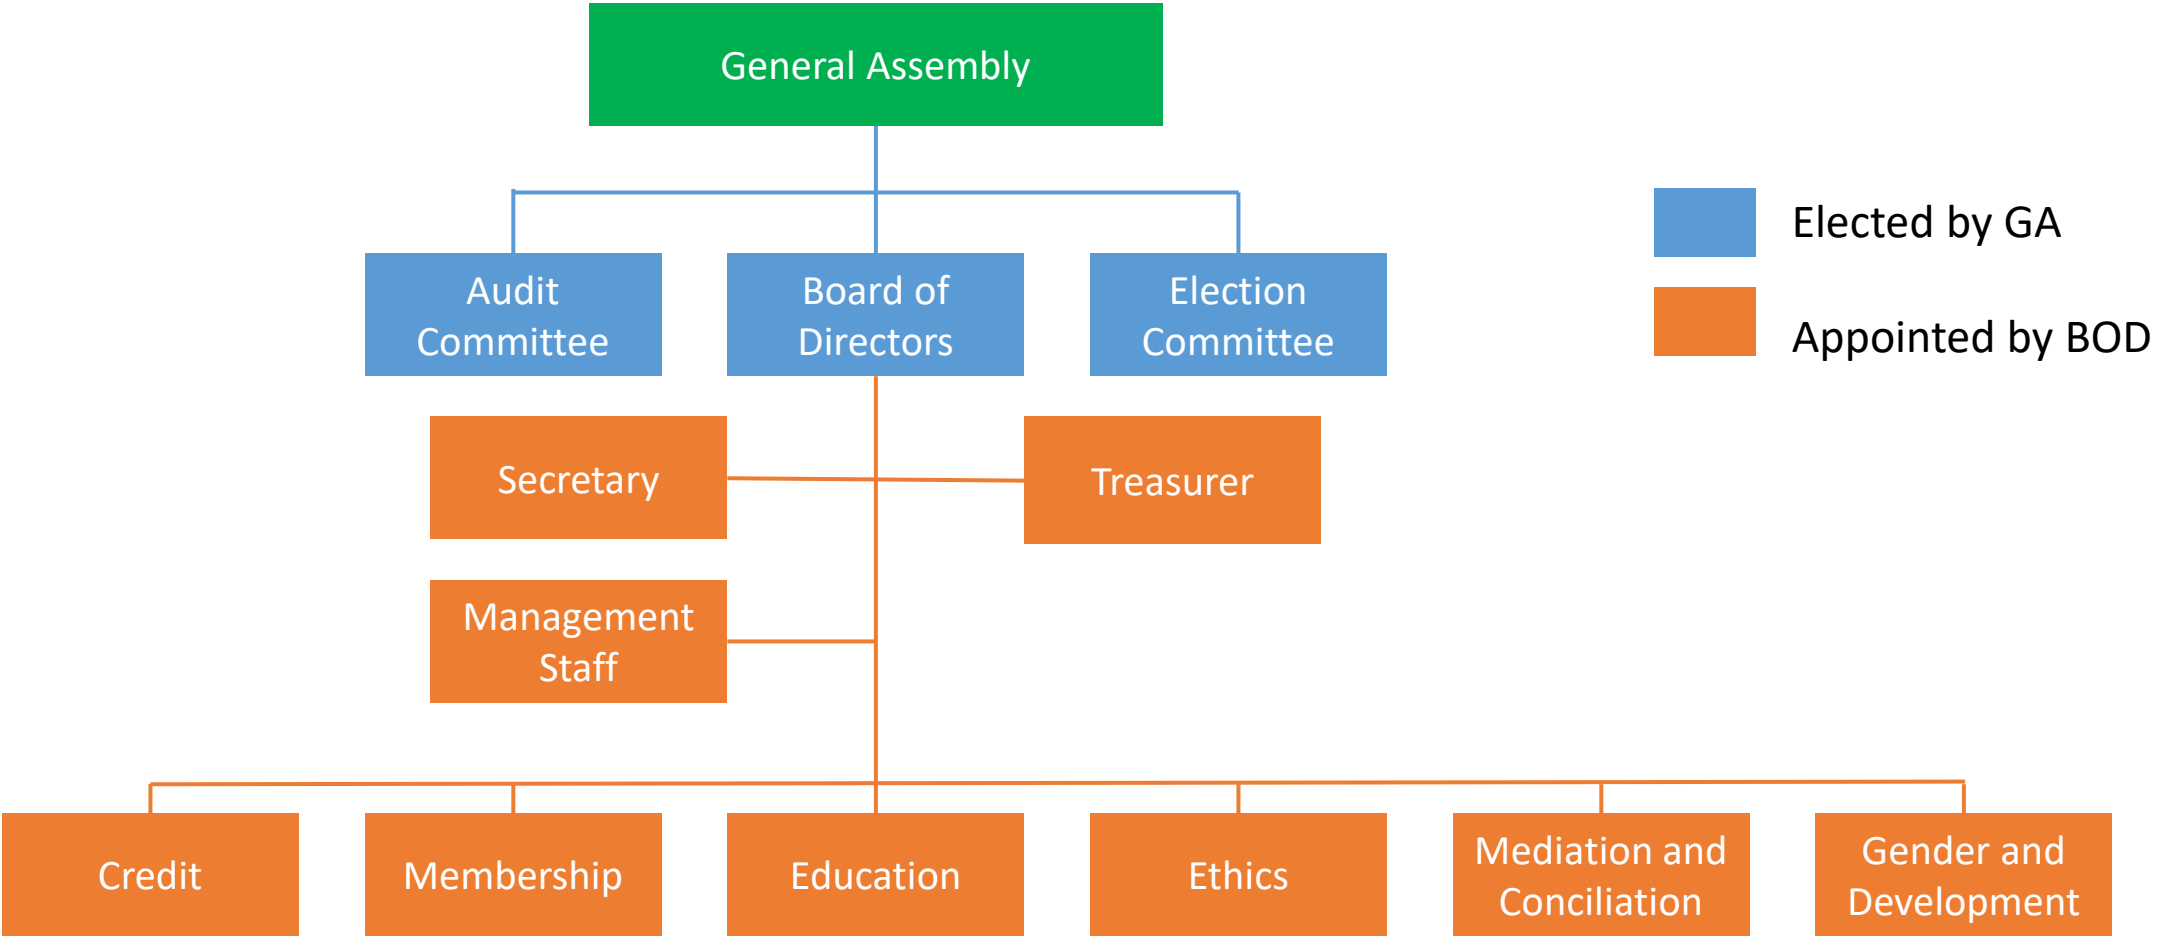 General Assembly
Elected by GA
Appointed by BOD
Audit
Committee
Board of
Directors
Election
Committee
Secretary
Treasurer
Management
Staff
Credit
Membership
Education
Ethics
Mediation and
Conciliation
Gender and
Development